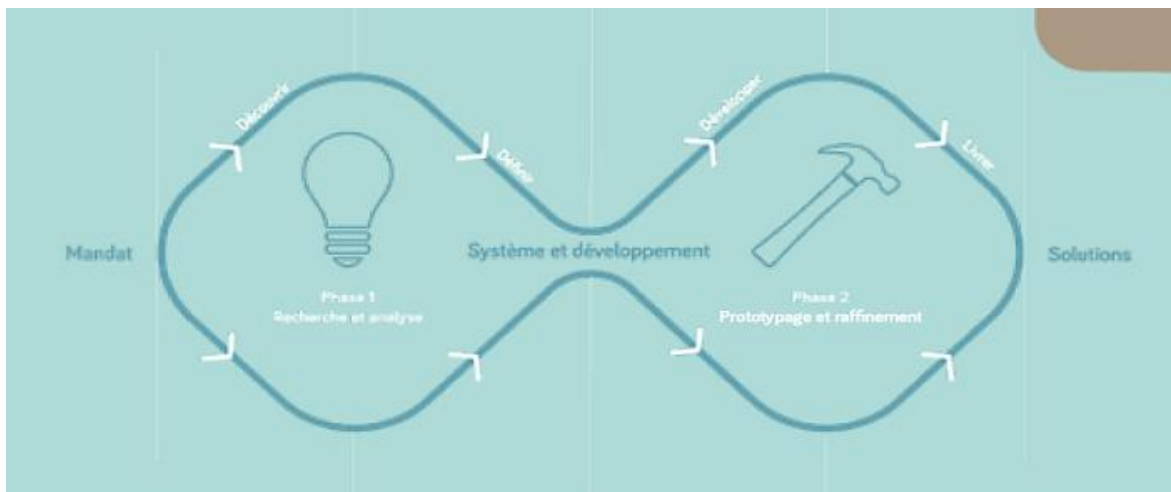 Découvrir
Définir
Développer
Livrer
Mandat
Système et développement
Solutions
Phase 1
Recherche et analyse
Phase 2
Prototypage et raffinement